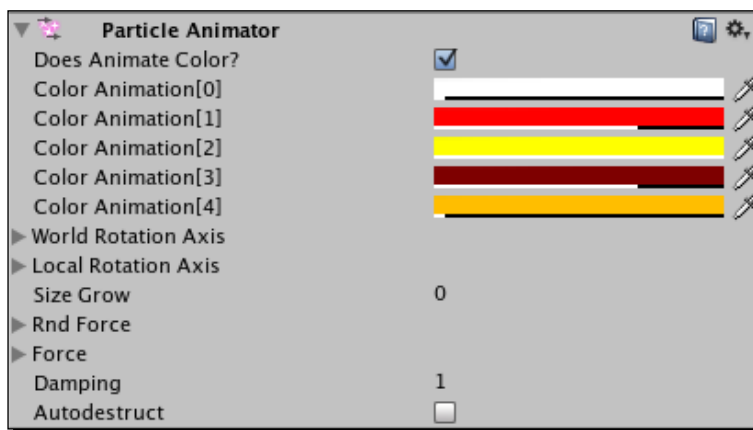 Particle Animator
Does Animate Color?
Color Animation[0]
Color Animation[1]
Color Animation[2]
Color Animation[3]
Color Animation[4]
World Rotation Axis
Local Rotation Axis
Size Grow 0
Rnd Force
Force
Damping 1
Autodestruct